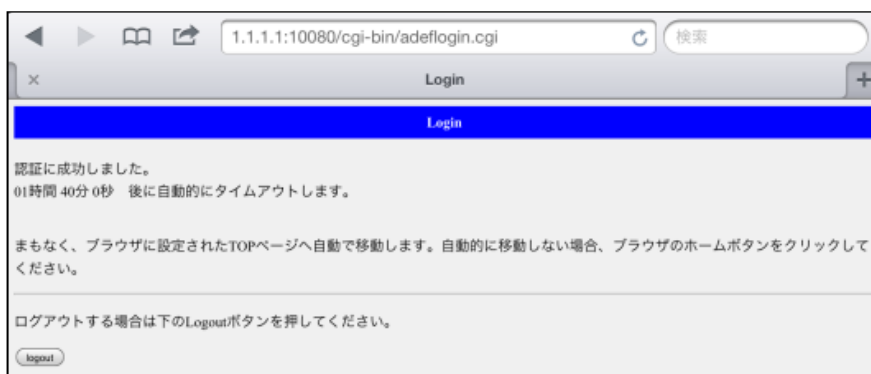 1.1.1.1:10080/cgi-bin/adeflogin.cgi
検索
Login
Login
認証に成功しました。
01時間 40分 0秒　後に自動的にタイムアウトします。
まもなく、ブラウザに設定されたTOPページへ自動で移動します。自動的に移動しない場合、ブラウザのホームボタンをクリックして
ください。
ログアウトする場合は下のLogoutボタンを押してください。
logout